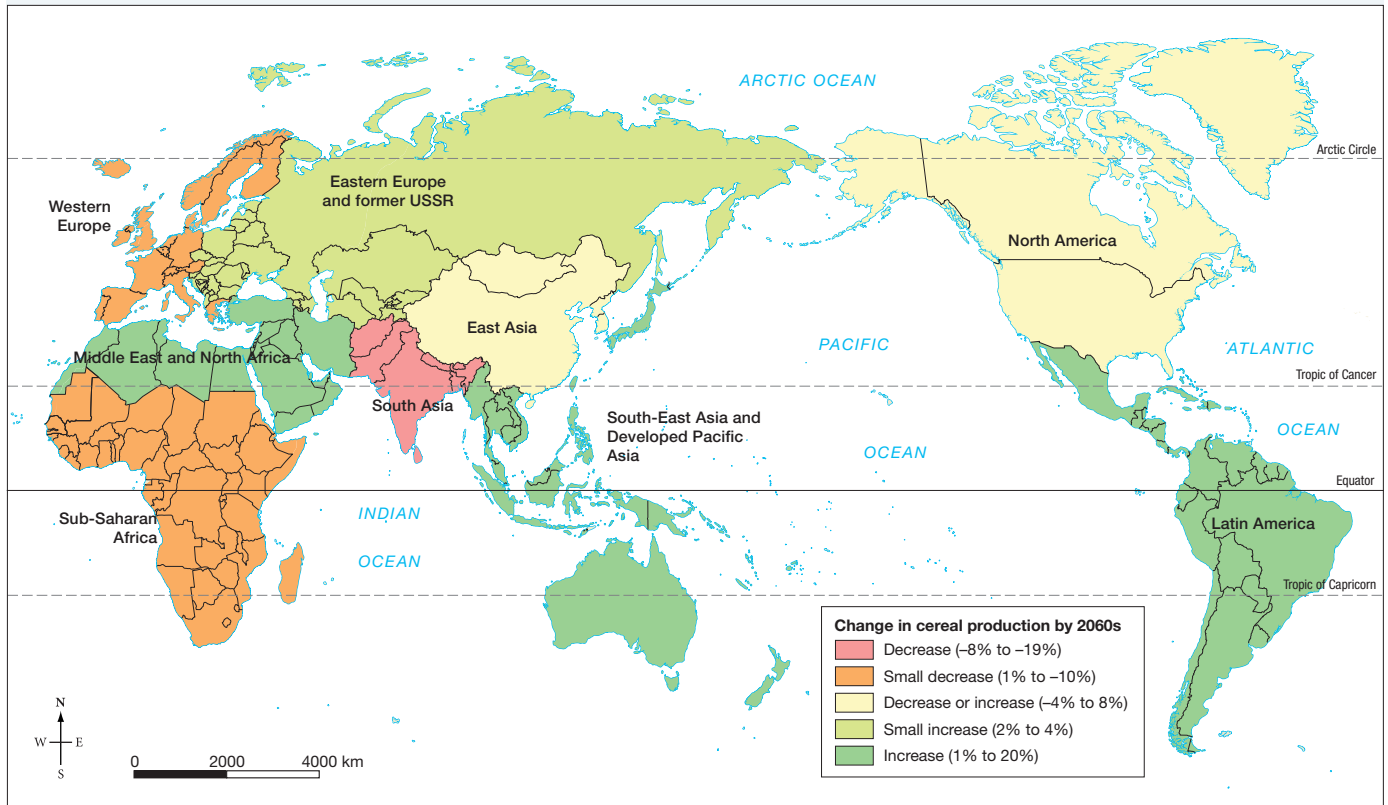 ARCTIC OCEAN
Arctic Circle
Eastern Europe
and former USSR
Western
Europe
North America
East Asia
PACIFIC
ATLANTIC
Middle East and North Africa
Tropic of Cancer
South Asia
South-East Asia and
Developed Pacific
Asia
OCEAN
OCEAN
Equator
INDIAN
Sub-Saharan
Africa
Latin America
OCEAN
Tropic of Capricorn
Change in cereal production by 2060s
Decrease (–8% to –19%)
Small decrease (1% to –10%)
Decrease or increase (–4% to 8%)
Small increase (2% to 4%)
Increase (1% to 20%)
N
W E
S
0 2000 4000 km